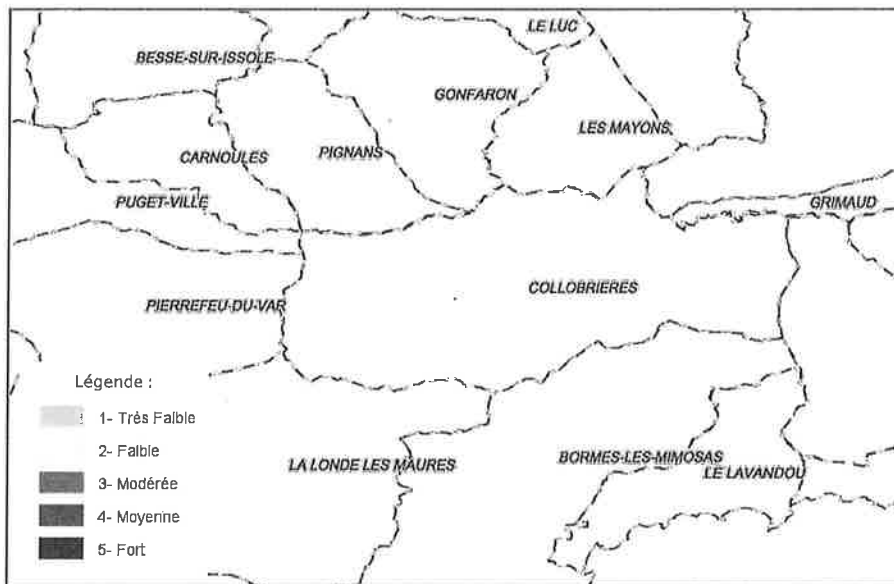 LE LUC
BESSE-SUR-ISSOLE
GONFARON
LES MAYONS
CARNOULES
PIGNANS
PUGET-VILLE
GRIMAUD
COLLOBRIERES
PIERREFEU-DU-VAR
Légende :
1- Très Faible
2- Faible
3- Modérée
4- Moyenne
5- Fort
LA LONDE LES MAURES
BORMES-LES-MIMOSAS
LE LAVANDOU